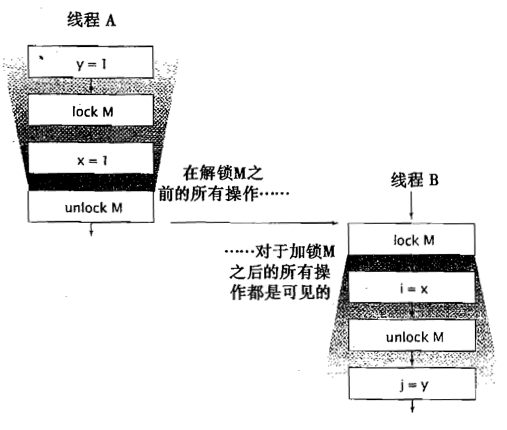 线程 A
y = 1
lock M
x = 1
unlock M
在解锁M之
前的所有操作……
线程 B
lock M
……对于加锁M
之后的所有操
作都是可见的
i = x
unlock M
j = y